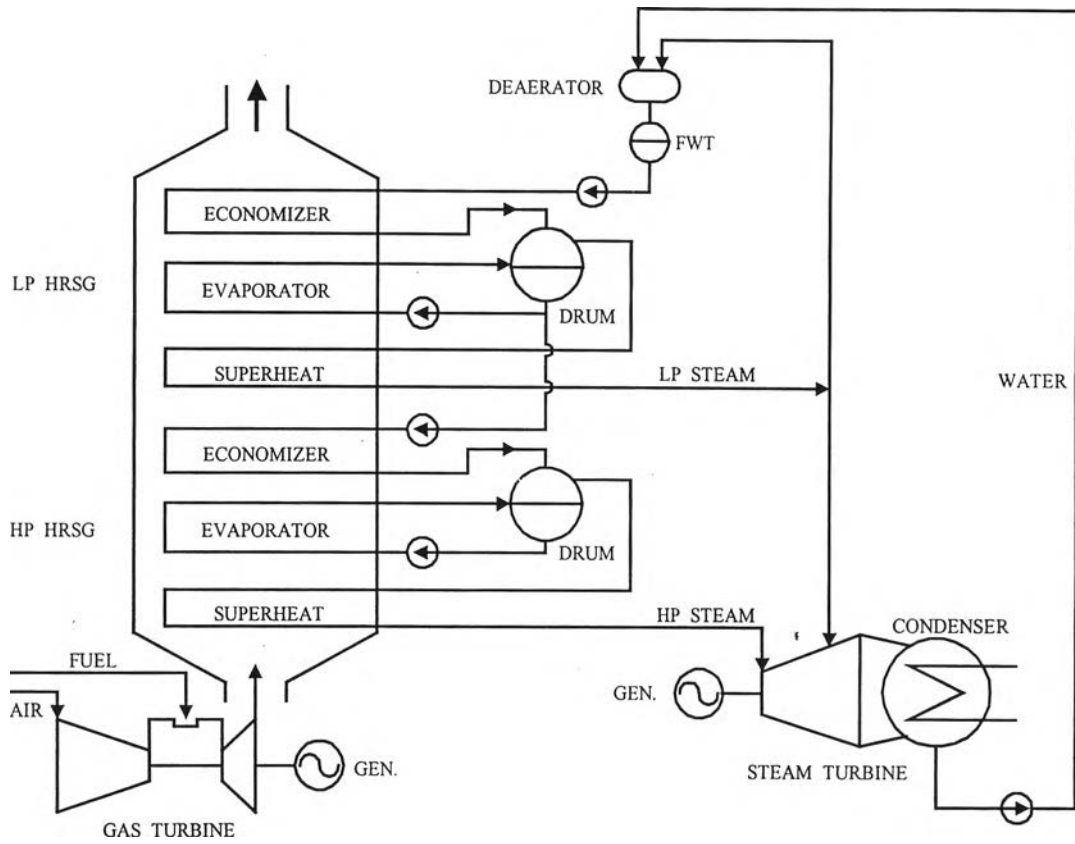 DEAERATOR
FWT
ECONOMIZER
LP HRSG
EVAPORATOR
DRUM
SUPERHEAT
LP STEAM
WATER
ECONOMIZER
HP HRSG
EVAPORATOR
DRUM
SUPERHEAT
HP STEAM
CONDENSER
FUEL
GEN.
AIR
GEN.
STEAM TURBINE
GAS TURBINE